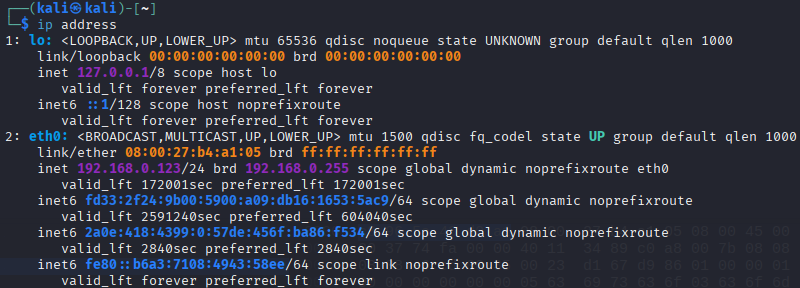 ┌──(kali㉿kali)-[~]
└─$ ip address
1: lo: <LOOPBACK,UP,LOWER_UP> mtu 65536 qdisc noqueue state UNKNOWN group default qlen 1000
    link/loopback 00:00:00:00:00:00 brd 00:00:00:00:00:00
    inet 127.0.0.1/8 scope host lo
       valid_lft forever preferred_lft forever
    inet6 ::1/128 scope host noprefixroute
       valid_lft forever preferred_lft forever
2: eth0: <BROADCAST,MULTICAST,UP,LOWER_UP> mtu 1500 qdisc fq_codel state UP group default qlen 1000
    link/ether 08:00:27:b4:a1:05 brd ff:ff:ff:ff:ff:ff
    inet 192.168.0.123/24 brd 192.168.0.255 scope global dynamic noprefixroute eth0
       valid_lft 172001sec preferred_lft 172001sec
    inet6 fd33:2f24:9b00:5900:a09:db16:1653:5ac9/64 scope global dynamic noprefixroute
       valid_lft 2591240sec preferred_lft 604040sec
    inet6 2a0e:418:4399:0:57de:456f:ba86:f534/64 scope global dynamic noprefixroute
       valid_lft 2840sec preferred_lft 2840sec
    inet6 fe80::b6a3:7108:4943:58ee/64 scope link noprefixroute
       valid_lft forever preferred_lft forever